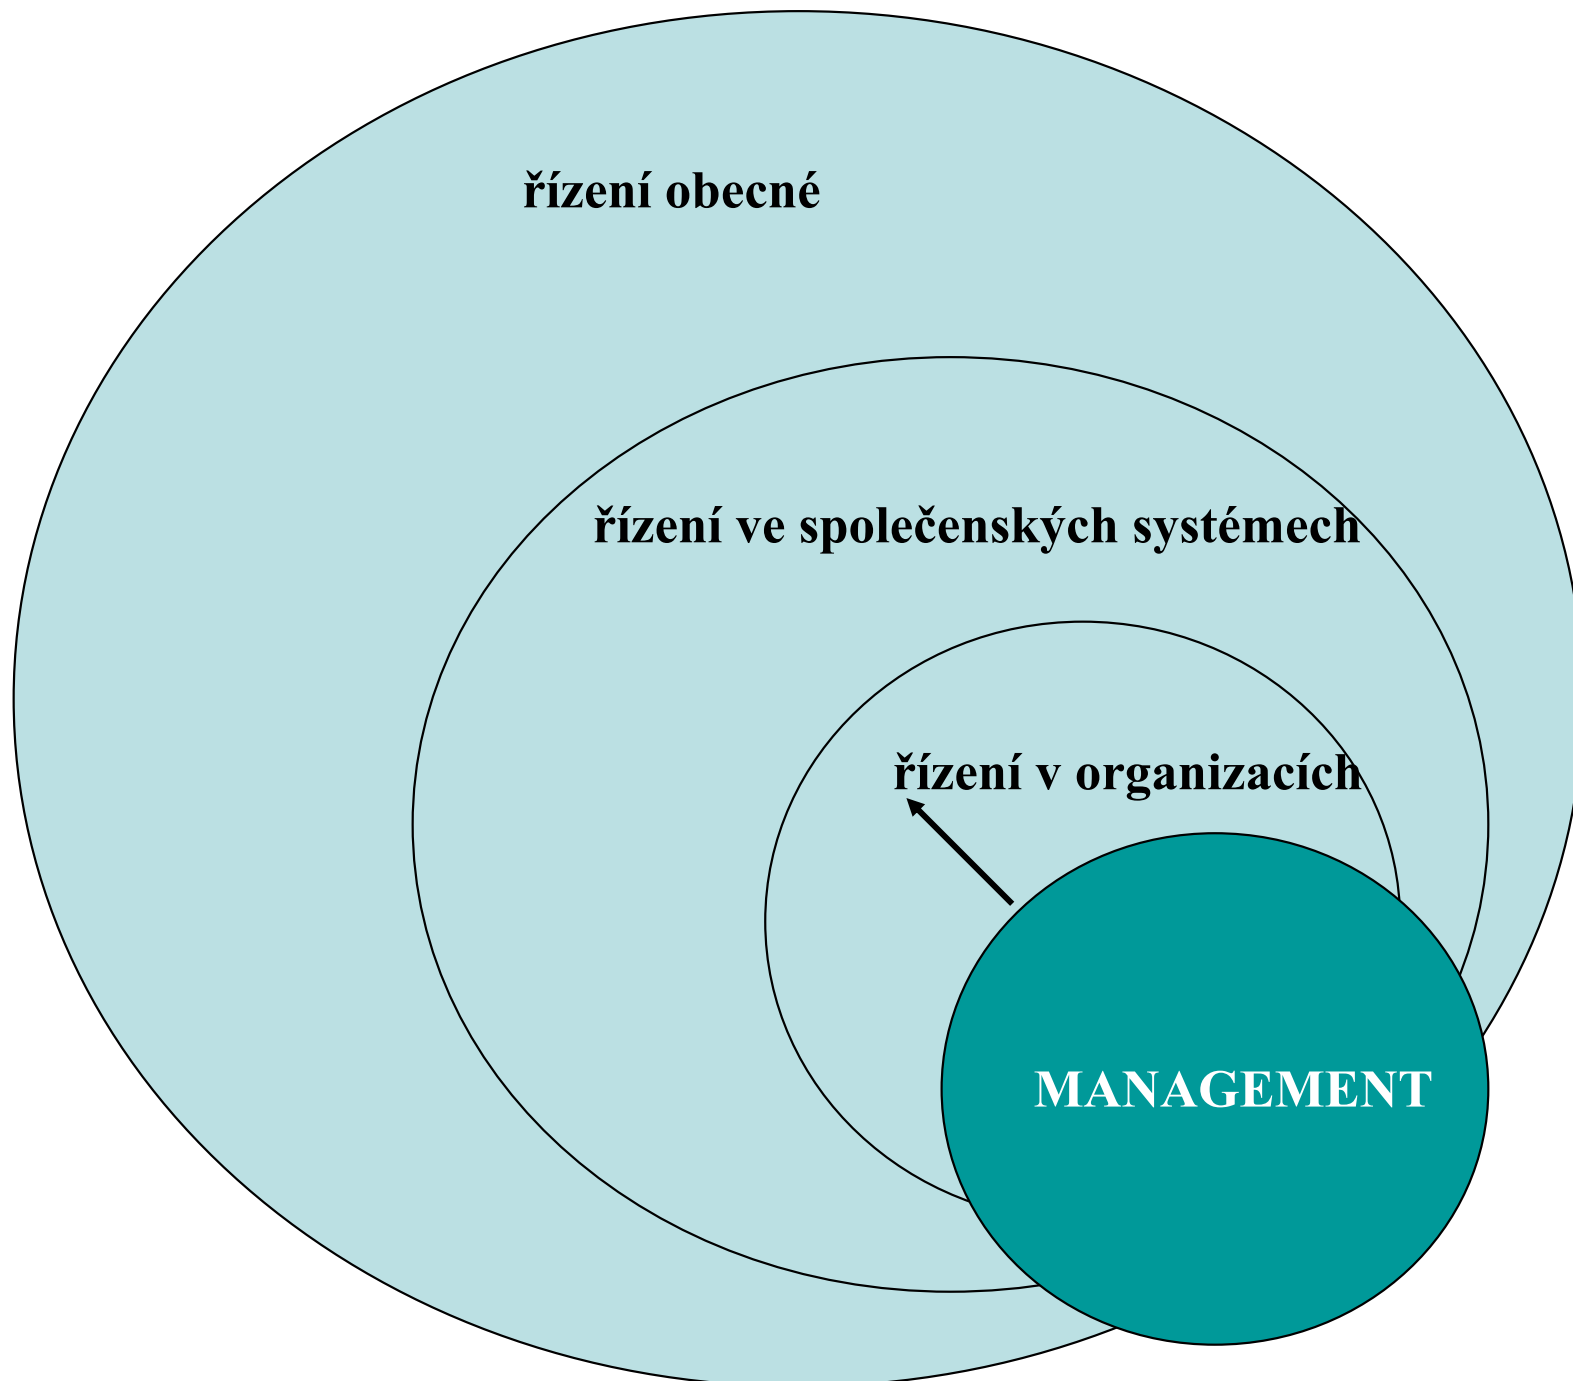 řízení obecné
řízení ve společenských systémech
řízení v organizacích
MANAGEMENT